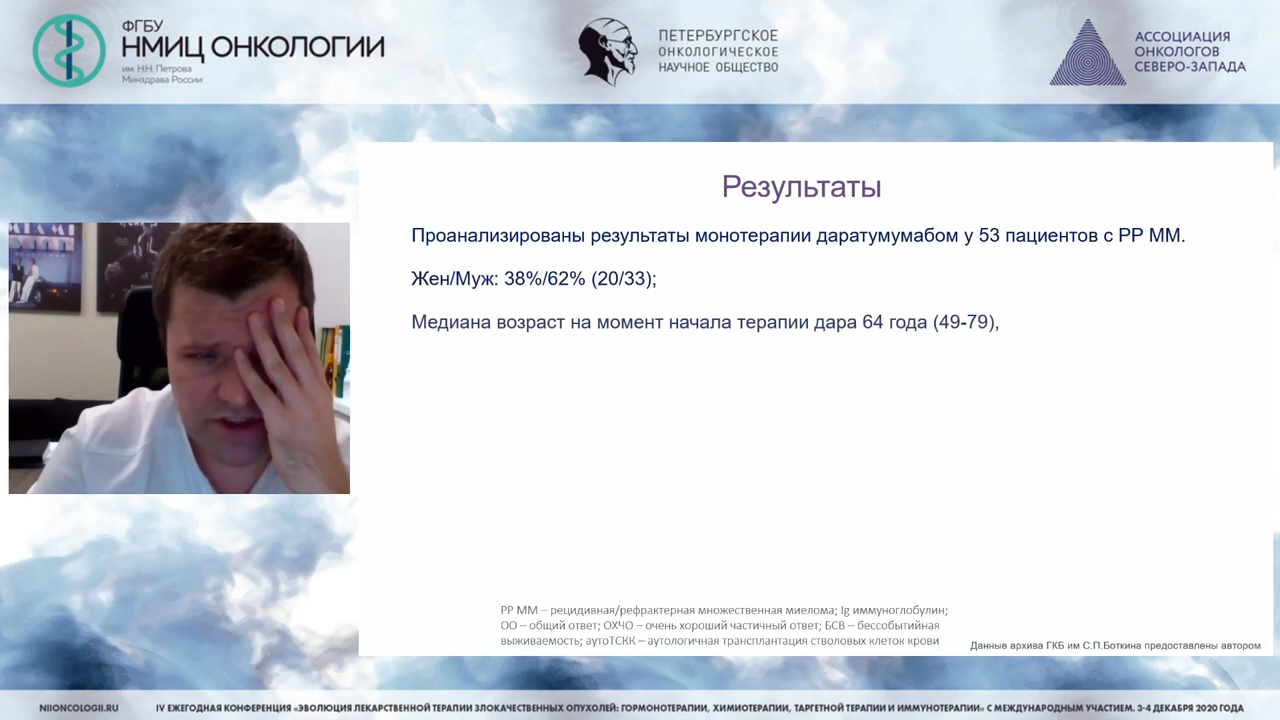 ФГБУ
НМИЦ ОНКОЛОГИИ
им. Н.Н. Петрова
Минздрава России
ПЕТЕРБУРГСКОЕ
ОНКОЛОГИЧЕСКОЕ
НАУЧНОЕ ОБЩЕСТВО
АССОЦИАЦИЯ
ОНКОЛОГОВ
СЕВЕРО-ЗАПАДА
Результаты
Проанализированы результаты монотерапии даратумумабом у 53 пациентов с РР ММ.
Жен/Муж: 38%/62% (20/33);
Медиана возраст на момент начала терапии дара 64 года (49-79),
РР ММ – рецидивная/рефрактерная множественная миелома; Ig иммуноглобулин;
ОО – общий ответ; ОХЧО – очень хороший частичный ответ; БСВ – бессобытийная
выживаемость; аутоТСКК – аутологичная трансплантация стволовых клеток крови
Данные архива ГКБ им С.П.Боткина предоставлены автором
NIIONCOLOGII.RU
IV ЕЖЕГОДНАЯ КОНФЕРЕНЦИЯ «ЭВОЛЮЦИЯ ЛЕКАРСТВЕННОЙ ТЕРАПИИ ЗЛОКАЧЕСТВЕННЫХ ОПУХОЛЕЙ: ГОРМОНОТЕРАПИИ, ХИМИОТЕРАПИИ, ТАРГЕТНОЙ ТЕРАПИИ И ИММУНОТЕРАПИИ» С МЕЖДУНАРОДНЫМ УЧАСТИЕМ. 3-4 ДЕКАБРЯ 2020 ГОДА